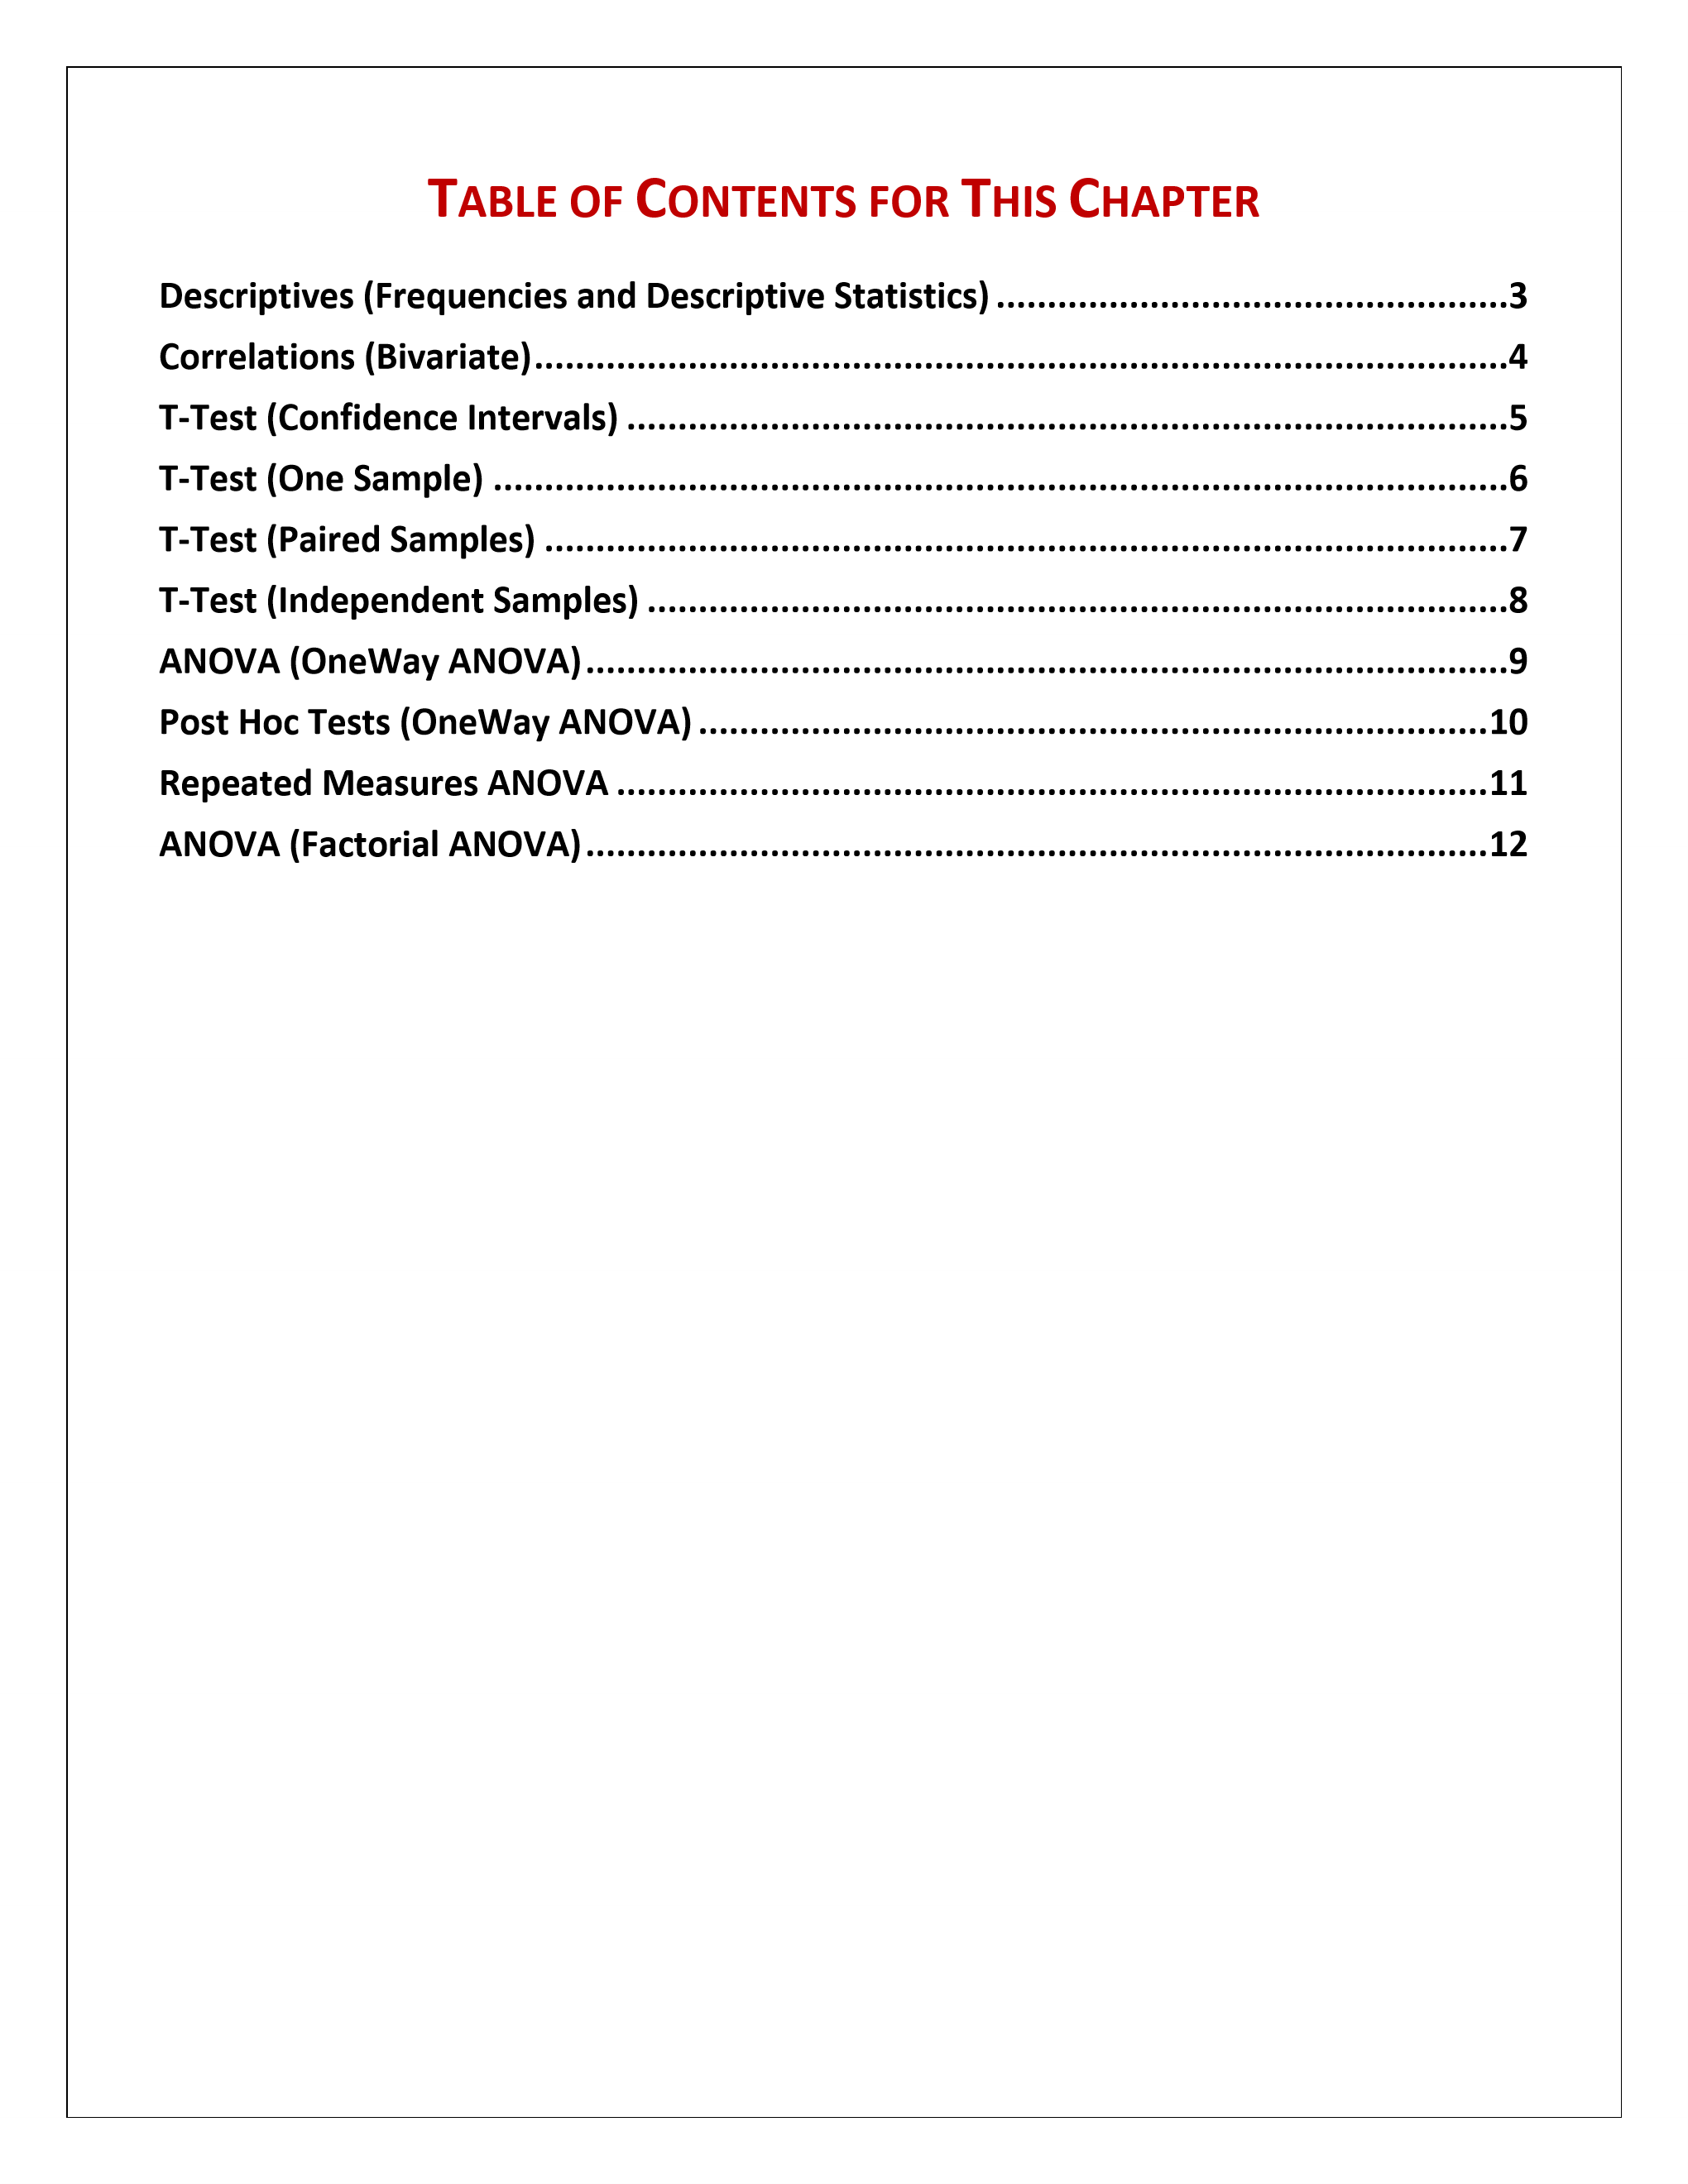 TABLE OF CONTENTS FOR THIS CHAPTER
Descriptives (Frequencies and Descriptive Statistics) ..................................................3
Correlations (Bivariate)...............................................................................................4
T-Test (Confidence Intervals) ......................................................................................5
T-Test (One Sample) ...................................................................................................6
T-Test (Paired Samples) ..............................................................................................7
T-Test (Independent Samples) ....................................................................................8
ANOVA (OneWay ANOVA)..........................................................................................9
Post Hoc Tests (OneWay ANOVA) .............................................................................10
Repeated Measures ANOVA .....................................................................................11
ANOVA (Factorial ANOVA)........................................................................................12